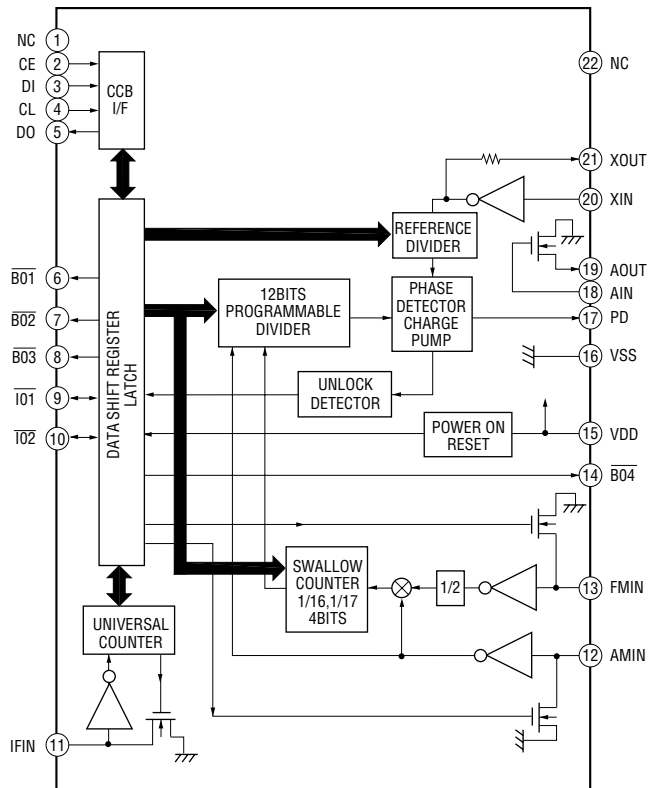 NC 1
CE 2
DI 3
CL 4
DO 5
CCB
I/F
22 NC
21 XOUT
20 XIN
REFERENCE
DIVIDER
19 AOUT
18 AIN
B01 6
B02 7
B03 8
I01 9
I02 10
DATA SHIFT REGISTER
LATCH
12BITS
PROGRAMMABLE
DIVIDER
PHASE
DETECTOR
CHARGE
PUMP
17 PD
16 VSS
UNLOCK
DETECTOR
POWER ON
RESET
15 VDD
14 B04
SWALLOW
COUNTER
1/16,1/17
4BITS
1/2
13 FMIN
12 AMIN
UNIVERSAL
COUNTER
IFIN 11